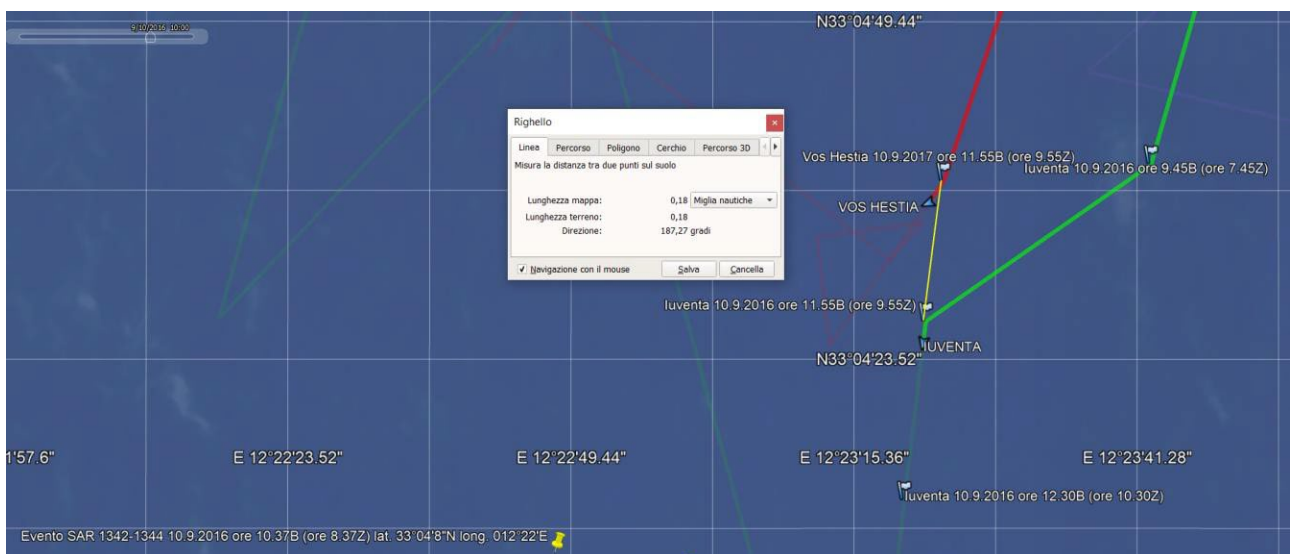 9/10/2016 10:00
N33°04'49.44"
Righello
Linea Percorso Poligono Cerchio Percorso 3D
Misura la distanza tra due punti sul suolo
Lunghezza mappa: 0,18 Miglia nautiche
Lunghezza terreno: 0,18
Direzione: 187,27 gradi
Navigazione con il mouse Salva Cancella
Vos Hestia 10.9.2017 ore 11.55B (ore 9.55Z)
Iuventa 10.9.2016 ore 9.45B (ore 7.45Z)
VOS HESTIA
Iuventa 10.9.2016 ore 11.55B (ore 9.55Z)
IUVENTA
N33°04'23.52"
1'57.6" E 12°22'23.52" E 12°22'49.44" E 12°23'15.36" E 12°23'41.28"
Iuventa 10.9.2016 ore 12.30B (ore 10.30Z)
Evento SAR 1342-1344 10.9.2016 ore 10.37B (ore 8.37Z) lat. 33°04'8"N long. 012°22'E